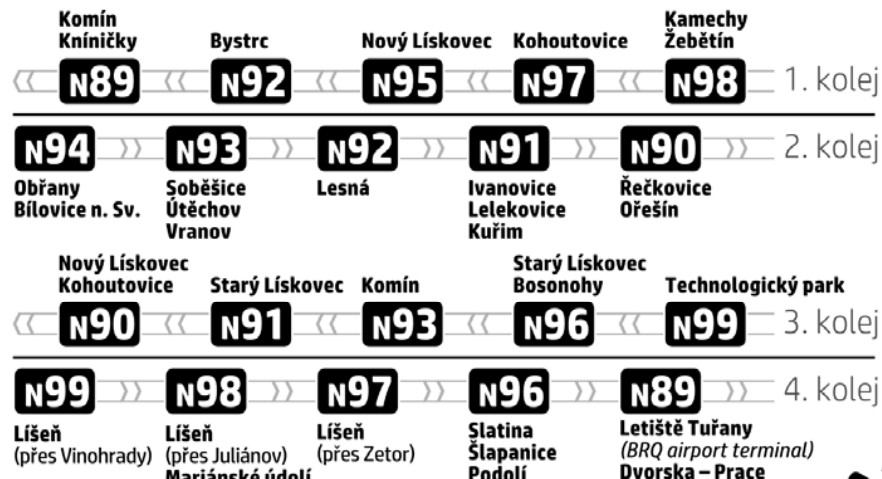 Komín
Kníničky
Bystrc
Nový Lískovec
Kohoutovice
Kamechy
Žebětín
N89 N92 N95 N97 N98 1. kolej
N94 N93 N92 N91 N90 2. kolej
Obřany
Bílovice n. Sv.
Soběšice
Útěchov
Vranov
Lesná
Ivanovice
Lelekovice
Kuřim
Řečkovice
Ořešín
Nový Lískovec
Kohoutovice
Starý Lískovec
Komín
Starý Lískovec
Bosonohy
Technologický park
N90 N91 N93 N96 N99 3. kolej
N99 N98 N97 N96 N89 4. kolej
Líšeň
(přes Vinohrady)
Líšeň
(přes Juliánov)
Mariánské údolí
Líšeň
(přes Zetor)
Slatina
Šlapanice
Podolí
Letiště Tuřany
(BRQ airport terminal)
Dvorska – Prace